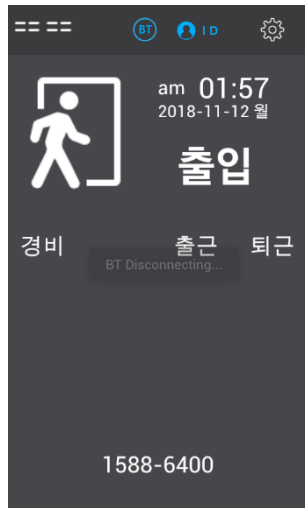 BT ID
am 01:57
2018-11-12 월
출입
경비 출근 퇴근
BT Disconnecting...
1588-6400